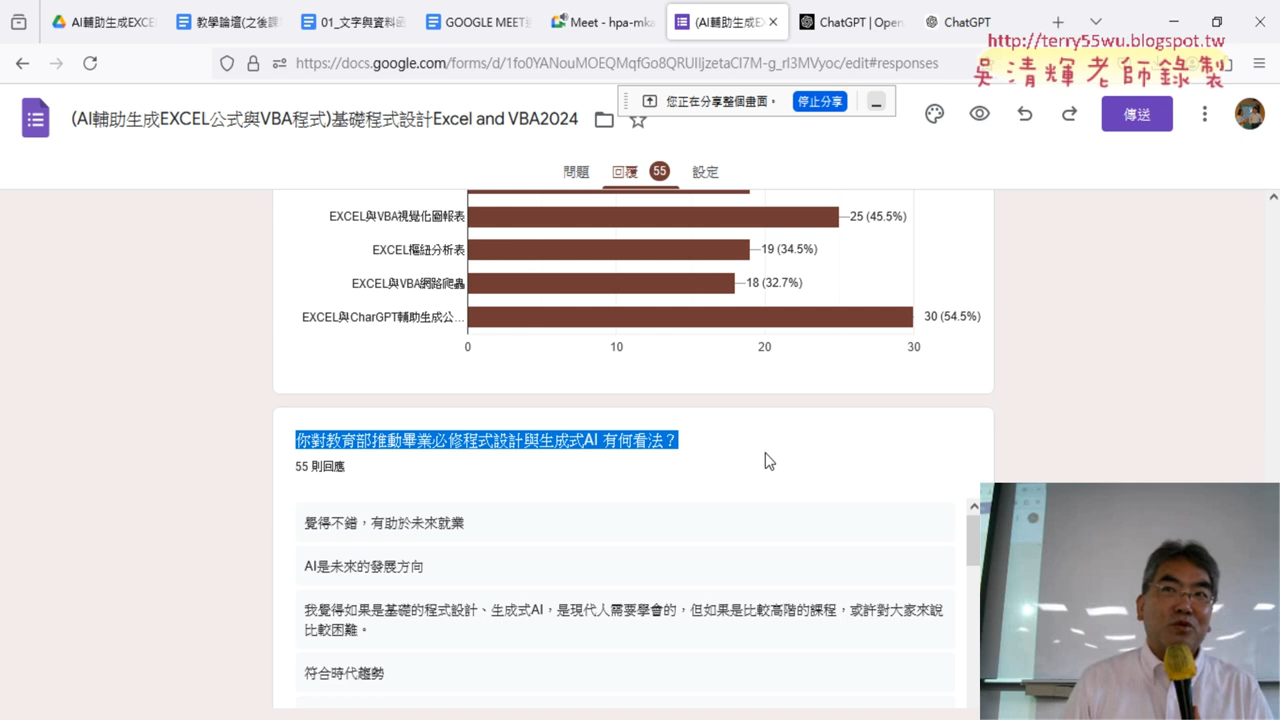 AI輔助生成EXCE
教學論壇(之後課
01_文字與資料函
GOOGLE MEET
Meet - hpa-mka
(AI輔助生成EX
ChatGPT | Open
ChatGPT
http://terry55wu.blogspot.tw
吳清輝老師錄製
https://docs.google.com/forms/d/1fo0YANouMOEQMqfGo8QRUIljzetaCI7M-g_rI3MVyoc/edit#responses
您正在分享整個畫面。
停止分享
(AI輔助生成EXCEL公式與VBA程式)基礎程式設計Excel and VBA2024
傳送
問題
回覆
55
設定
EXCEL與VBA視覺化圖報表
25 (45.5%)
EXCEL樞紐分析表
19 (34.5%)
EXCEL與VBA網路爬蟲
18 (32.7%)
EXCEL與CharGPT輔助生成公...
30 (54.5%)
0
10
20
30
你對教育部推動畢業必修程式設計與生成式AI 有何看法？
55 則回應
覺得不錯，有助於未來就業
AI是未來的發展方向
我覺得如果是基礎的程式設計、生成式AI，是現代人需要學會的，但如果是比較高階的課程，或許對大家來說
比較困難。
符合時代趨勢